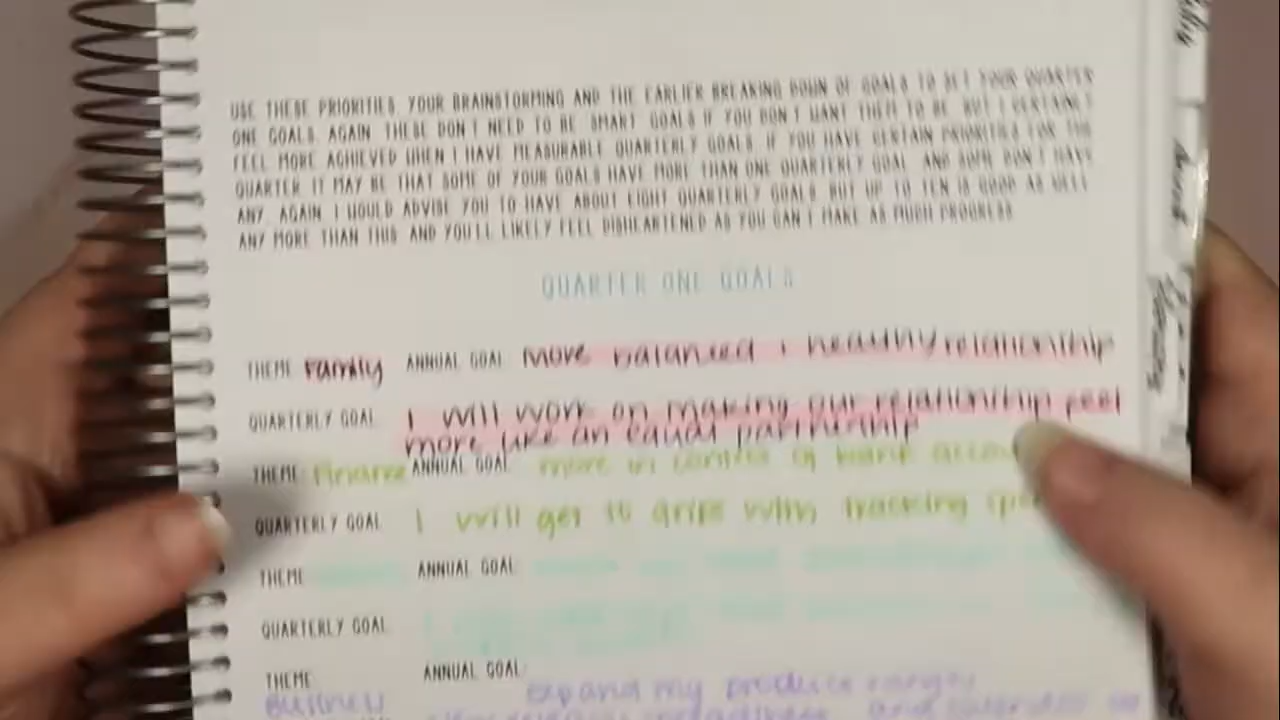 USE THESE PRIORITIES, YOUR BRAINSTORMING AND THE EARLIER BREAKING DOWN OF GOALS TO SET YOUR QUARTER
ONE GOALS. AGAIN, THESE DON'T NEED TO BE SMART GOALS IF YOU DON'T WANT THEM TO BE, BUT I CERTAINLY
FEEL MORE ACHIEVED WHEN I HAVE MEASURABLE QUARTERLY GOALS. IF YOU HAVE CERTAIN PRIORITIES FOR THE
QUARTER IT MAY BE THAT SOME OF YOUR GOALS HAVE MORE THAN ONE QUARTERLY GOAL, AND SOME DON'T HAVE
ANY. AGAIN, I WOULD ADVISE YOU TO HAVE ABOUT EIGHT QUARTERLY GOALS, BUT UP TO TEN IS GOOD AS WELL.
ANY MORE THAN THIS AND YOU'LL LIKELY FEEL DISHEARTENED AS YOU CAN'T MAKE AS MUCH PROGRESS
QUARTER ONE GOALS
THEME Family ANNUAL GOAL: more balanced + healthy relationship
QUARTERLY GOAL I will work on making our relationship feel
more like an equal partnership
THEME Finance ANNUAL GOAL: more in control of bank
QUARTERLY GOAL I will get to grips with tracking
THEME ANNUAL GOAL:
QUARTERLY GOAL
THEME ANNUAL GOAL:
Business expand my product range,
and